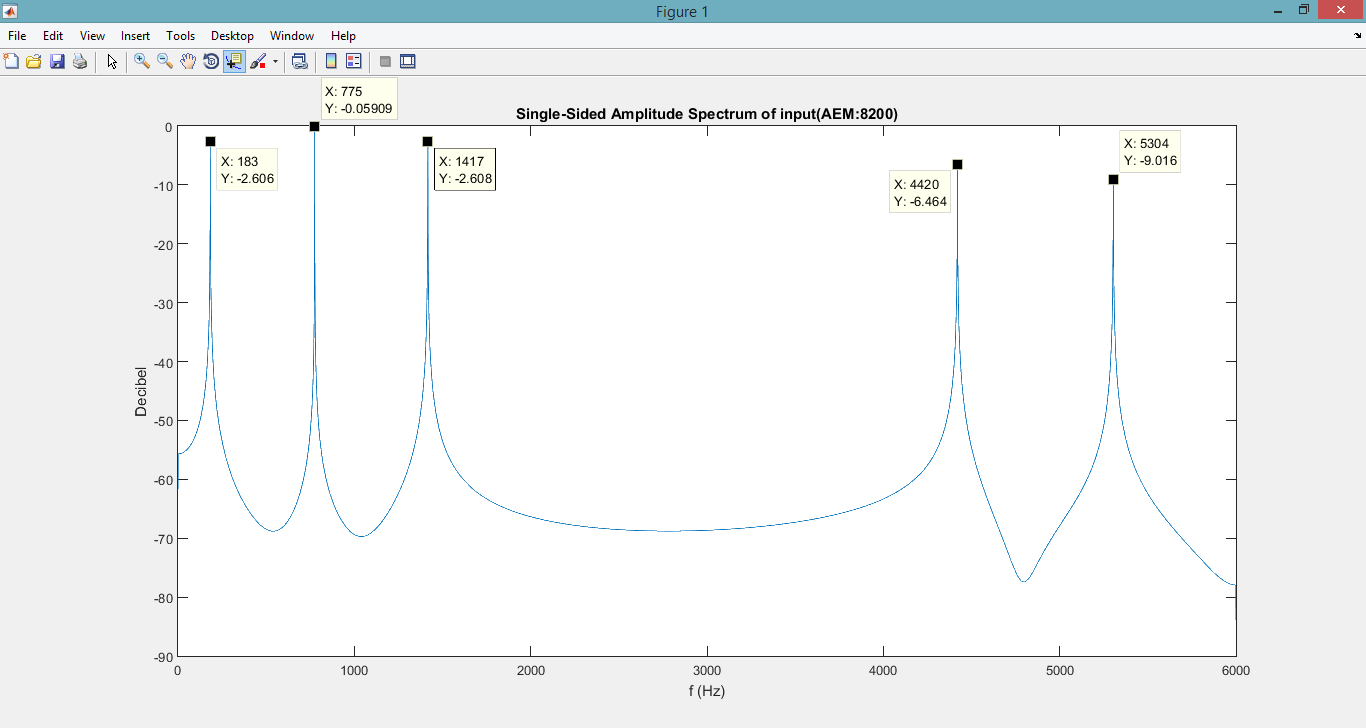 Figure 1
File Edit View Insert Tools Desktop Window Help
X: 775
Y: -0.05909
Single-Sided Amplitude Spectrum of input(AEM:8200)
X: 183
Y: -2.606
X: 1417
Y: -2.608
X: 4420
Y: -6.464
X: 5304
Y: -9.016
0
-10
-20
-30
-40
-50
-60
-70
-80
-90
Decibel
0 1000 2000 3000 4000 5000 6000
f (Hz)